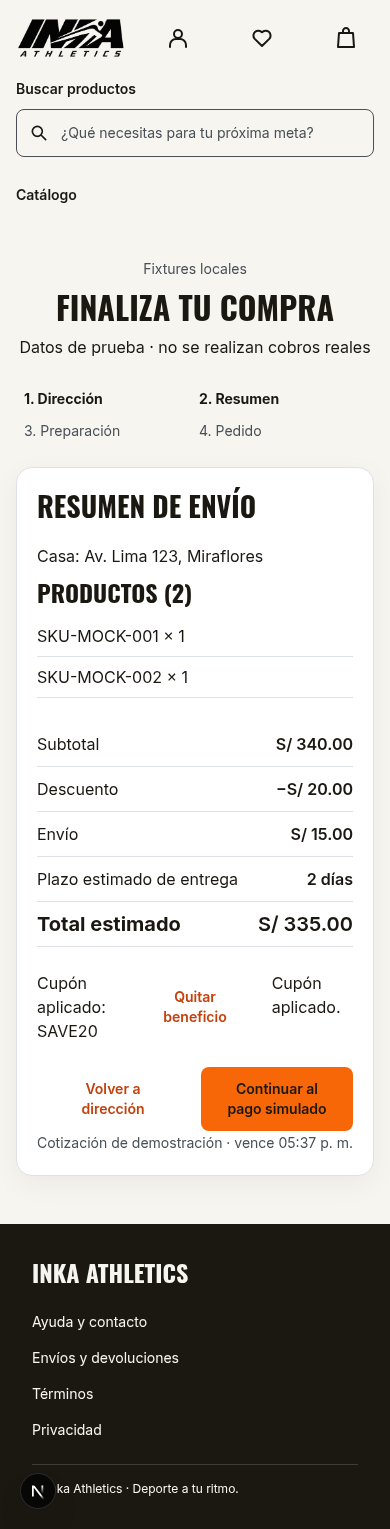 INKA
ATHLETICS
Buscar productos
¿Qué necesitas para tu próxima meta?
Catálogo
Fixtures locales
FINALIZA TU COMPRA
Datos de prueba · no se realizan cobros reales
1. Dirección
2. Resumen
3. Preparación
4. Pedido
RESUMEN DE ENVÍO
Casa: Av. Lima 123, Miraflores
PRODUCTOS (2)
SKU-MOCK-001 × 1
SKU-MOCK-002 × 1
Subtotal S/ 340.00
Descuento −S/ 20.00
Envío S/ 15.00
Plazo estimado de entrega 2 días
Total estimado S/ 335.00
Cupón
aplicado:
SAVE20
Quitar
beneficio
Cupón
aplicado.
Volver a
dirección
Continuar al
pago simulado
Cotización de demostración · vence 05:37 p. m.
INKA ATHLETICS
Ayuda y contacto
Envíos y devoluciones
Términos
Privacidad
N
ka Athletics · Deporte a tu ritmo.